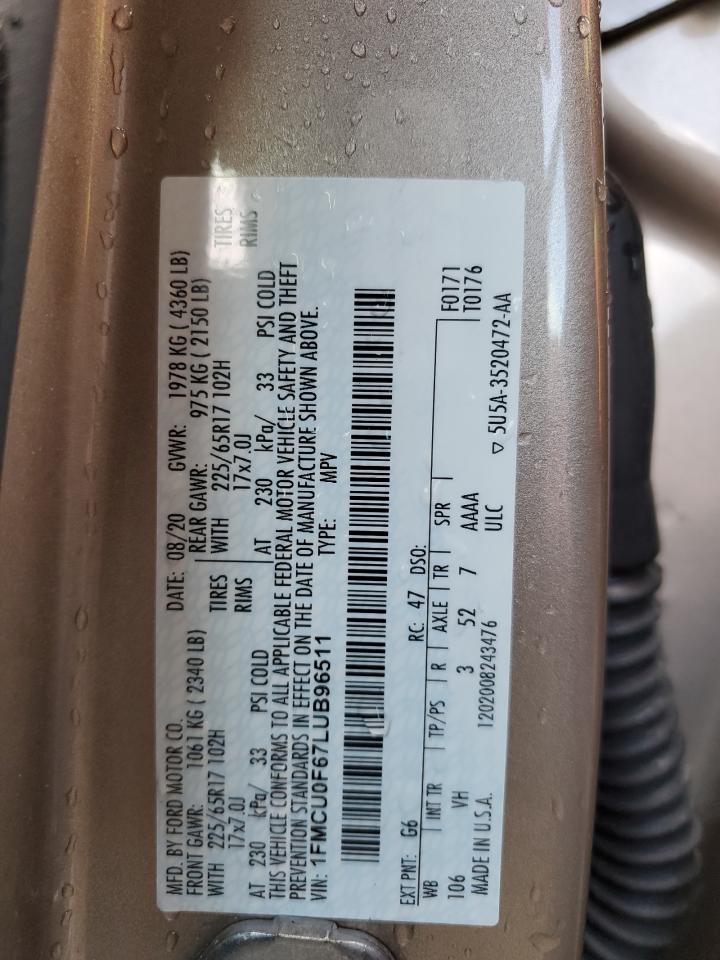 MFD. BY FORD MOTOR CO. DATE: 08/20 GVWR: 1978 KG ( 4360 LB)
FRONT GAWR: 1061 KG ( 2340 LB) REAR GAWR: 975 KG ( 2150 LB)
WITH 225/65R17 102H TIRES WITH 225/65R17 102H TIRES
17x7.0J RIMS 17x7.0J RIMS
AT 230 kPa/ 33 PSI COLD AT 230 kPa/ 33 PSI COLD
THIS VEHICLE CONFORMS TO ALL APPLICABLE FEDERAL MOTOR VEHICLE SAFETY AND THEFT
PREVENTION STANDARDS IN EFFECT ON THE DATE OF MANUFACTURE SHOWN ABOVE.
VIN: 1FMCU0F67LUB96511 TYPE: MPV
EXT PNT: G6 RC: 47 DSO:
WB INT TR TP/PS R AXLE TR SPR F0171
106 VH 3 52 7 AAAA T0176
MADE IN U.S.A. 1202008243476 ULC
▽ 5U5A-3520472-AA